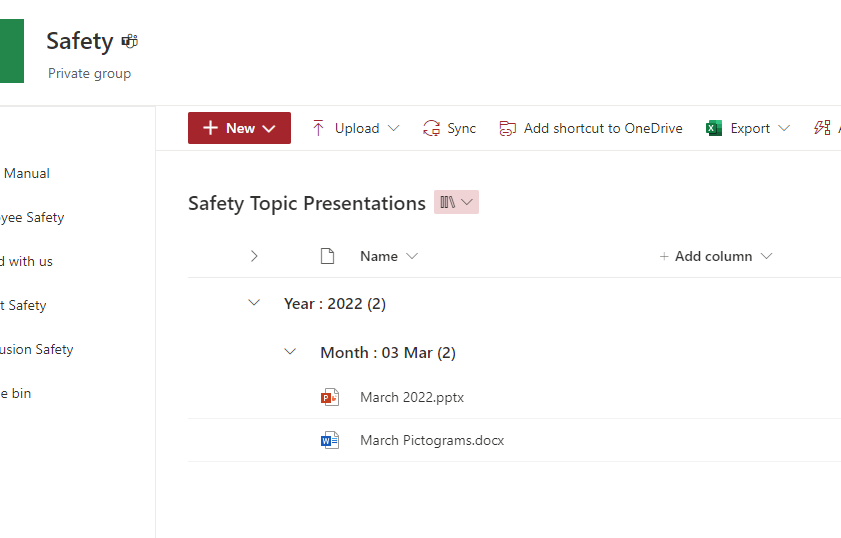 Safety
Private group
New
Upload
Sync
Add shortcut to OneDrive
Export
Manual
yee Safety
d with us
t Safety
usion Safety
e bin
Safety Topic Presentations
Name
+ Add column
Year : 2022 (2)
Month : 03 Mar (2)
March 2022.pptx
March Pictograms.docx